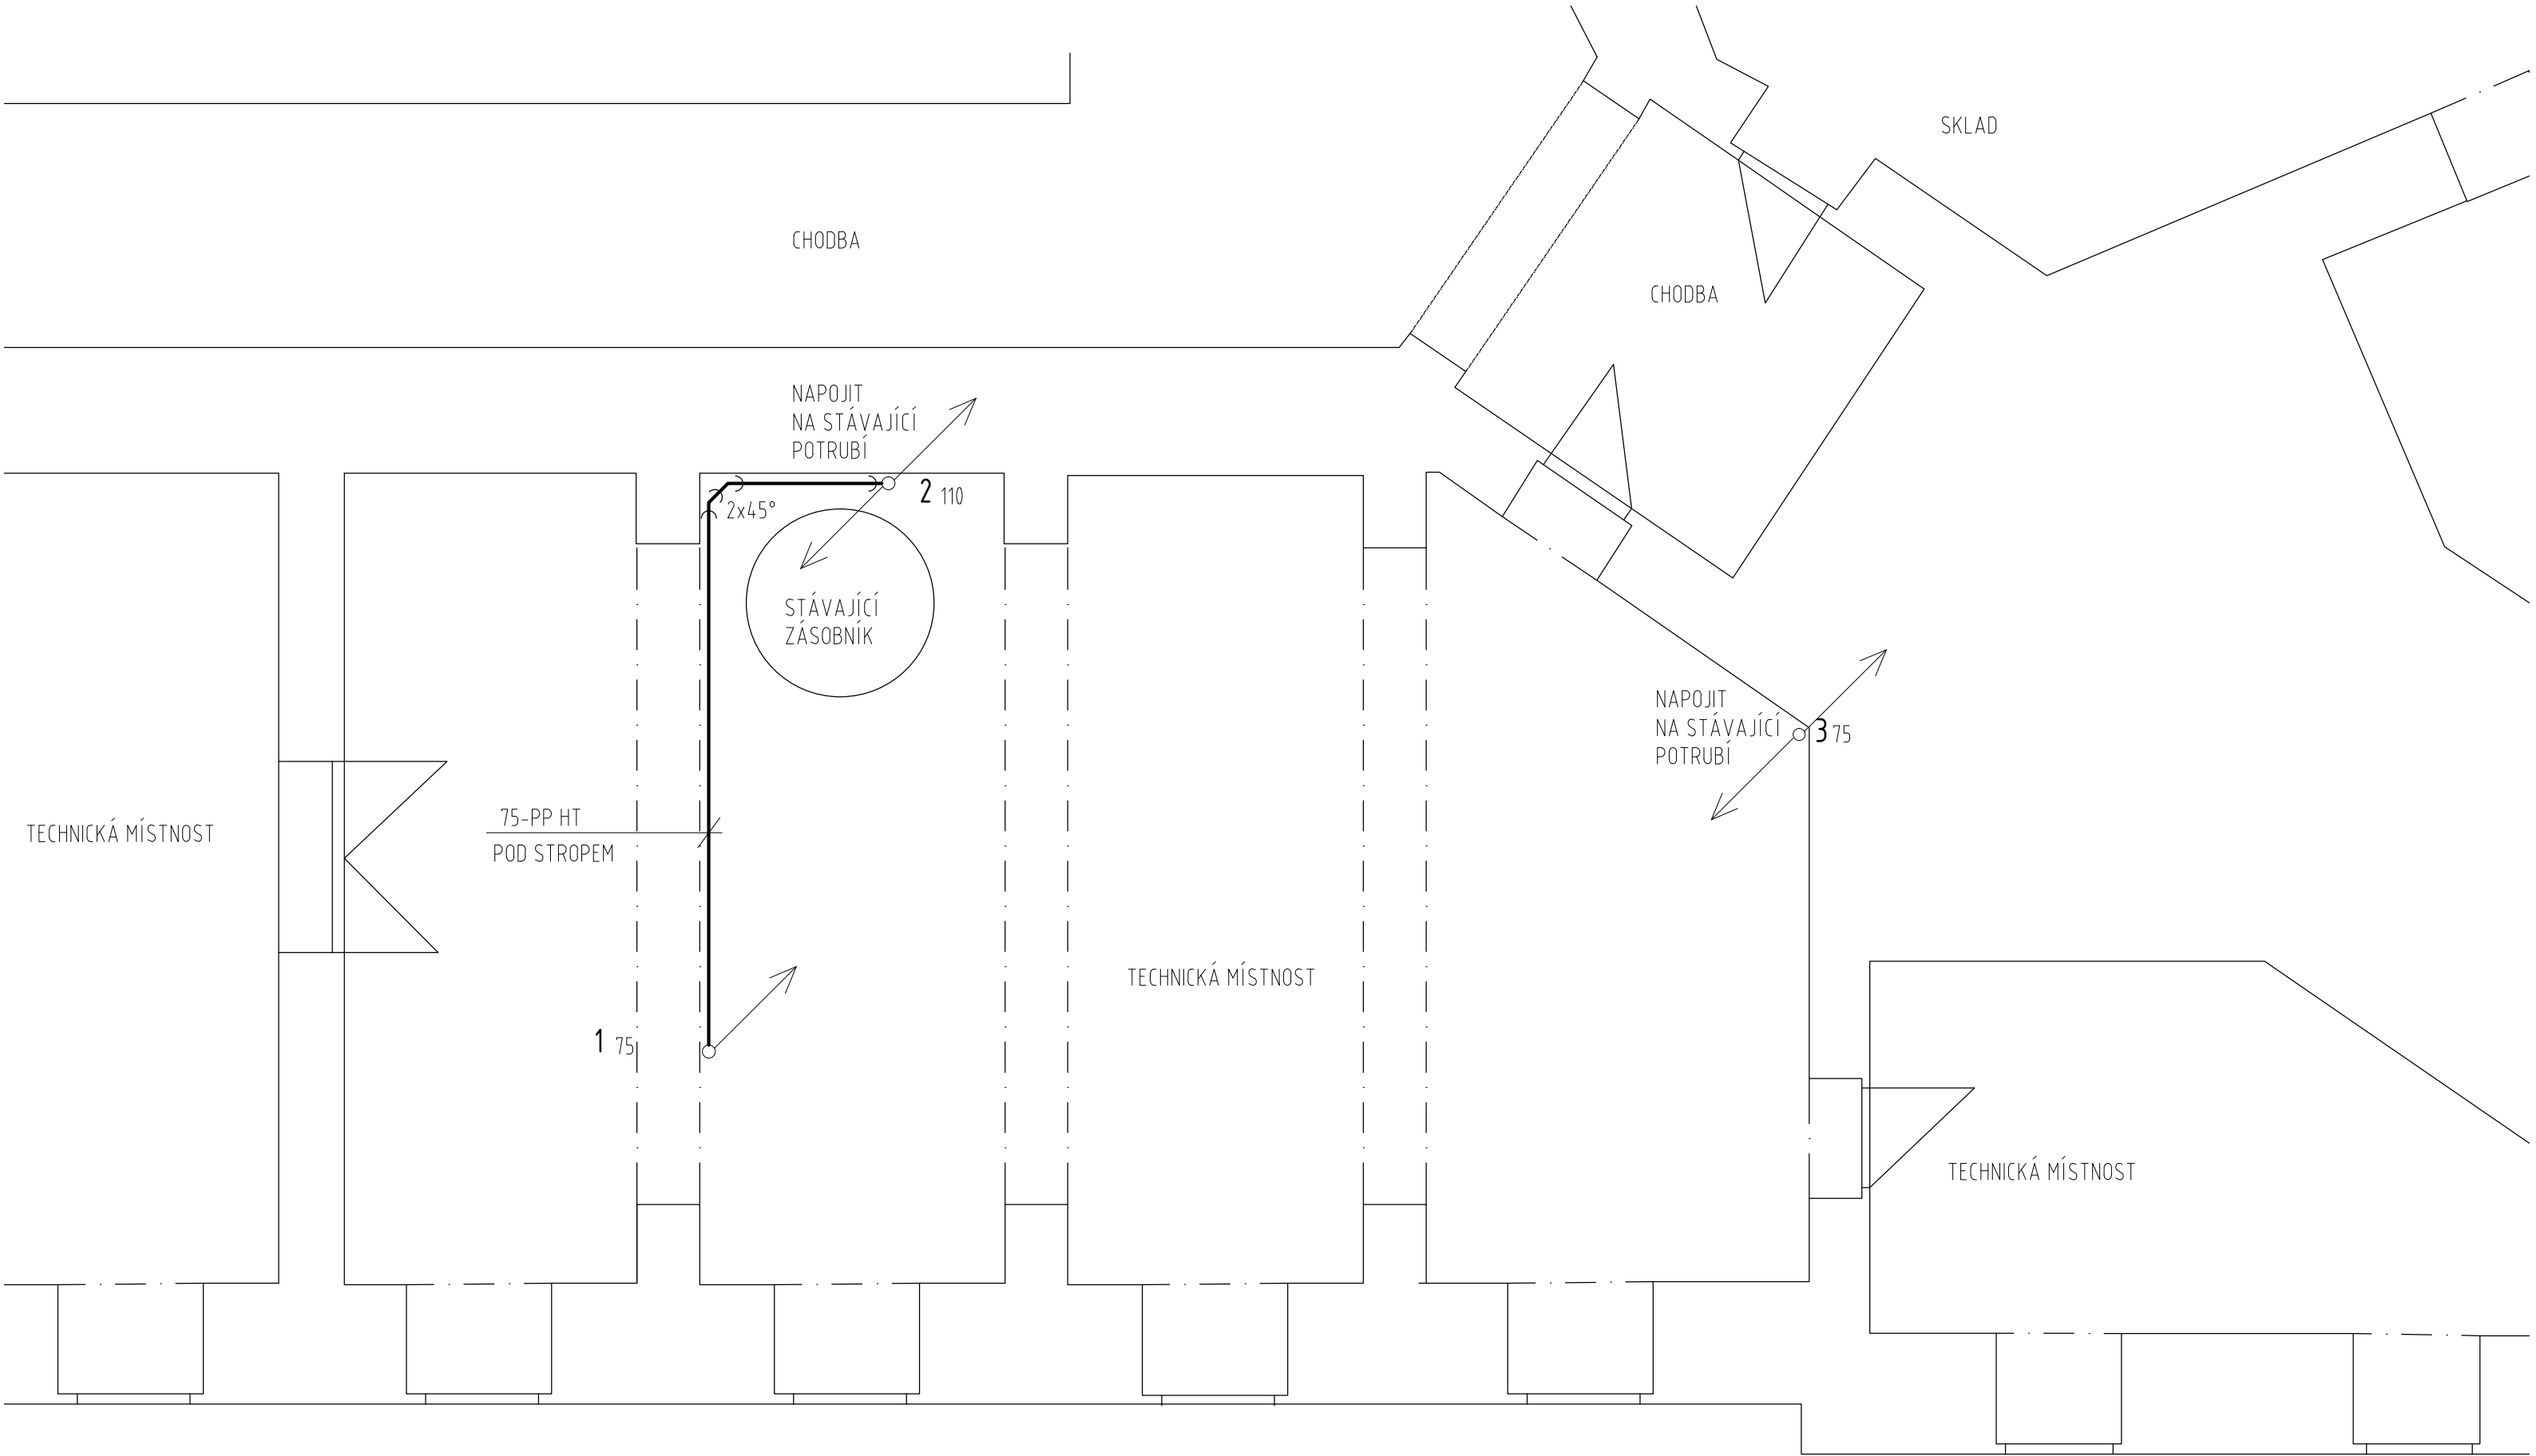 SKLAD
CHODBA
CHODBA
NAPOJIT
NA STÁVAJÍCÍ
POTRUBÍ
2 110
2x45°
STÁVAJÍCÍ
ZÁSOBNÍK
NAPOJIT
NA STÁVAJÍCÍ
POTRUBÍ
3 75
75-PP HT
POD STROPEM
TECHNICKÁ MÍSTNOST
TECHNICKÁ MÍSTNOST
1 75
TECHNICKÁ MÍSTNOST